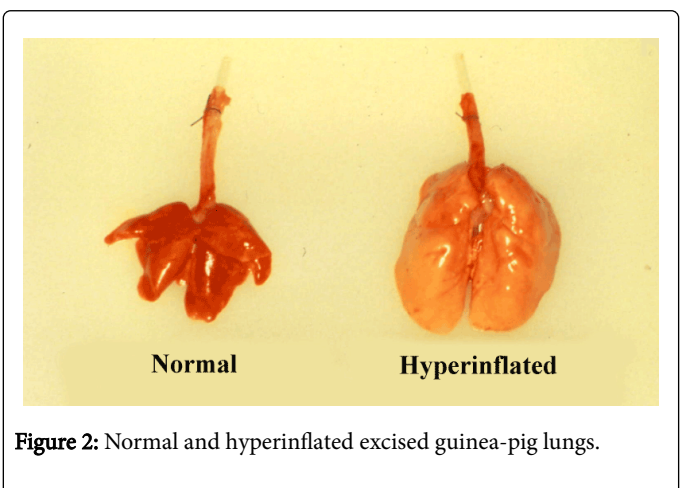 Normal
Hyperinflated
Figure 2: Normal and hyperinflated excised guinea-pig lungs.